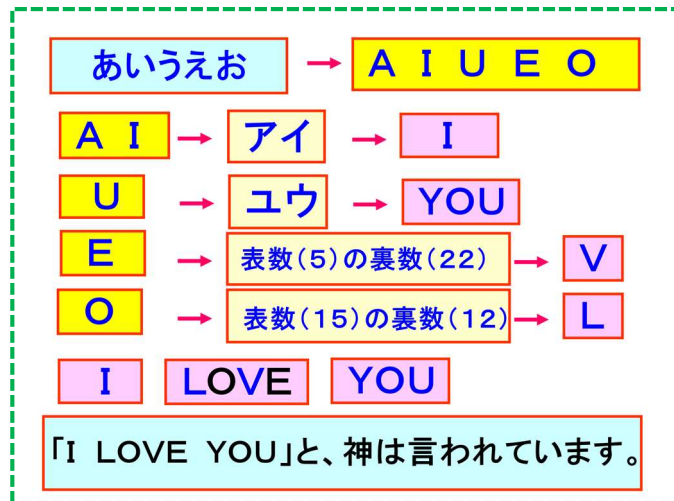 あいうえお → A I U E O
A I → アイ → I
U → ユウ → YOU
E → 表数(5)の裏数(22) → V
O → 表数(15)の裏数(12) → L
I LOVE YOU
「I LOVE YOU」と、神は言われています。